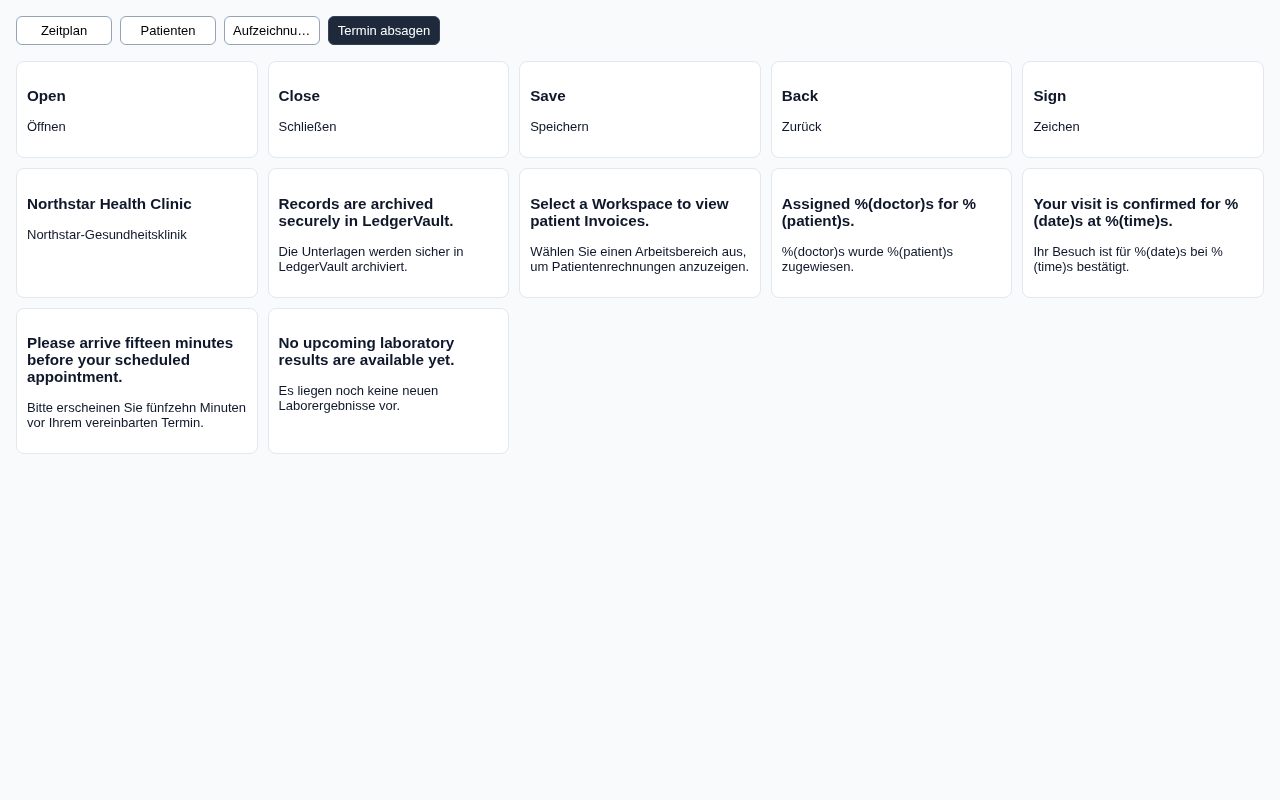 Zeitplan
Patienten
Aufzeichnu…
Termin absagen
Open
Öffnen
Close
Schließen
Save
Speichern
Back
Zurück
Sign
Zeichen
Northstar Health Clinic
Northstar-Gesundheitsklinik
Records are archived
securely in LedgerVault.
Die Unterlagen werden sicher in
LedgerVault archiviert.
Select a Workspace to view
patient Invoices.
Wählen Sie einen Arbeitsbereich aus,
um Patientenrechnungen anzuzeigen.
Assigned %(doctor)s for %
(patient)s.
%(doctor)s wurde %(patient)s
zugewiesen.
Your visit is confirmed for %
(date)s at %(time)s.
Ihr Besuch ist für %(date)s bei %
(time)s bestätigt.
Please arrive fifteen minutes
before your scheduled
appointment.
Bitte erscheinen Sie fünfzehn Minuten
vor Ihrem vereinbarten Termin.
No upcoming laboratory
results are available yet.
Es liegen noch keine neuen
Laborergebnisse vor.